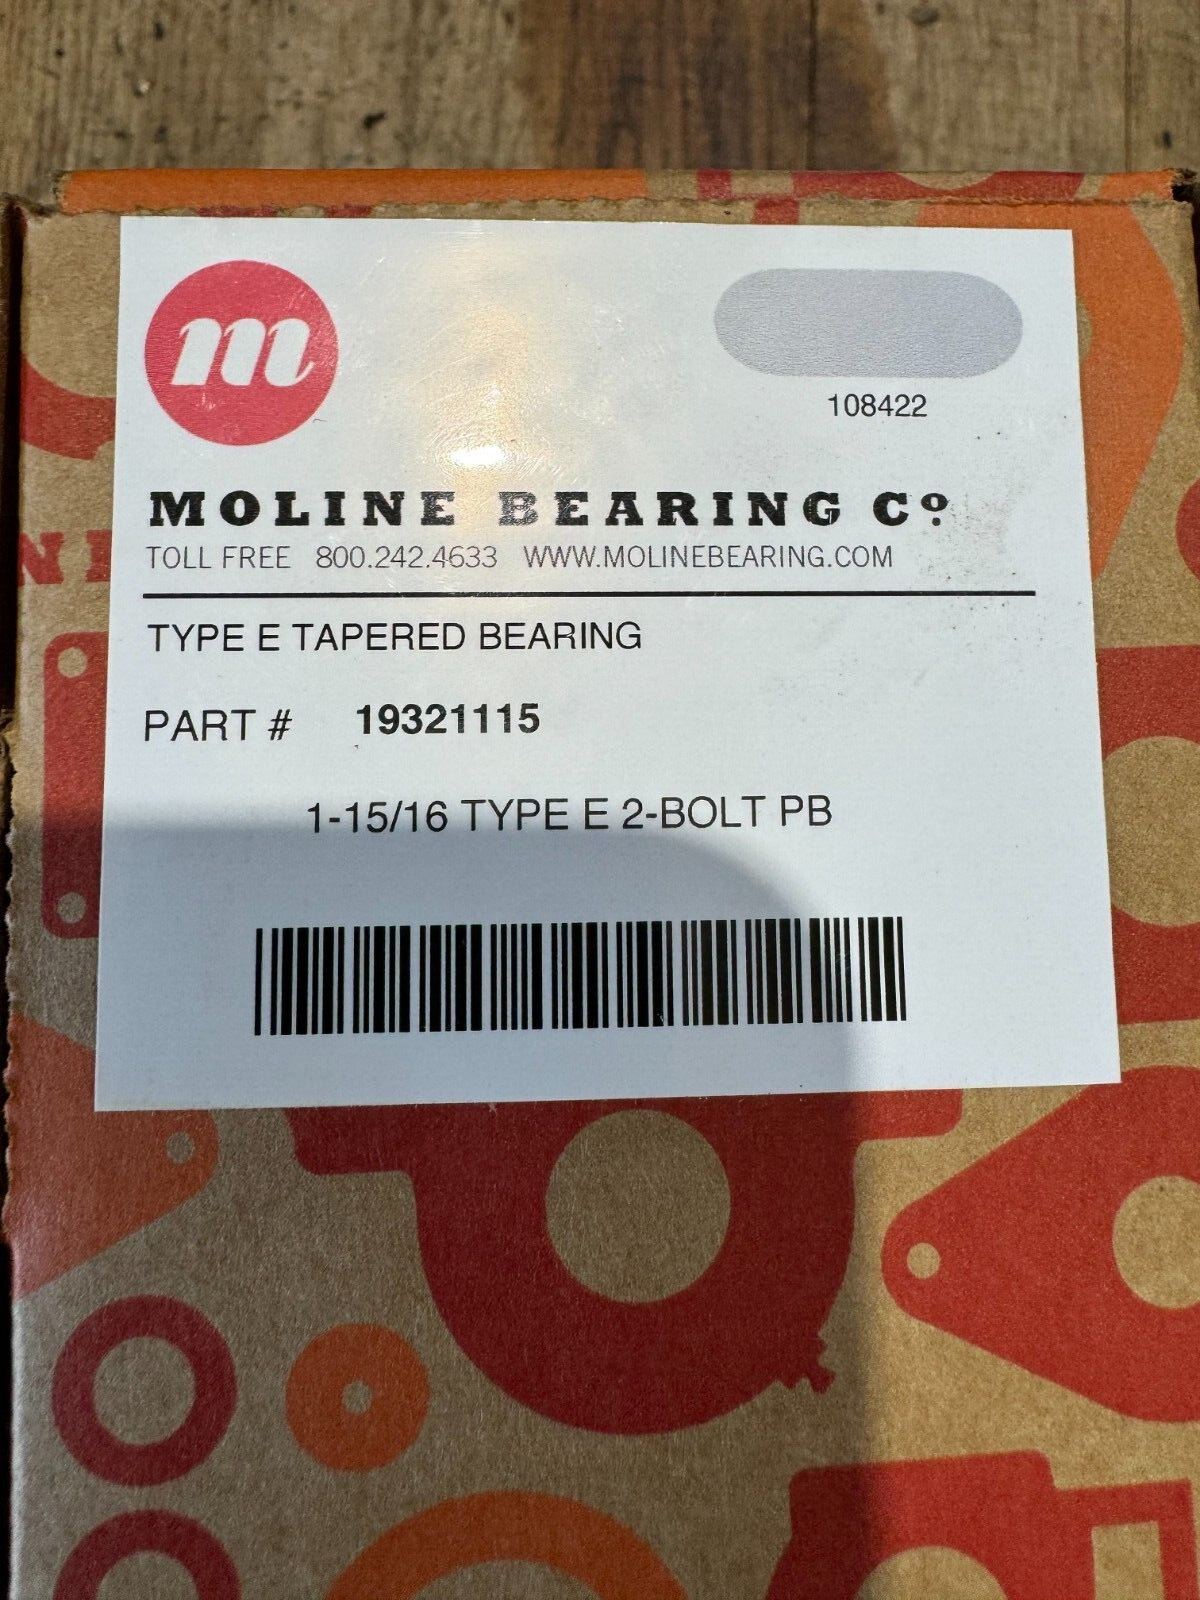 m
108422
MOLINE BEARING Cº
TOLL FREE 800.242.4633 WWW.MOLINEBEARING.COM
TYPE E TAPERED BEARING
PART # 19321115
1-15/16 TYPE E 2-BOLT PB